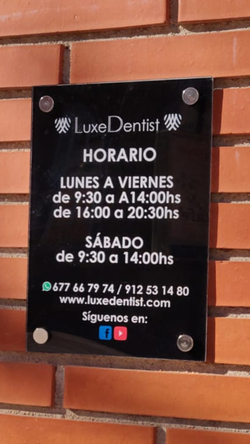 LuxeDentist
HORARIO
LUNES A VIERNES
de 9:30 a A14:00hs
de 16:00 a 20:30hs
SÁBADO
de 9:30 a 14:00hs
677 66 79 74 / 912 53 14 80
www.luxedentist.com
Síguenos en: